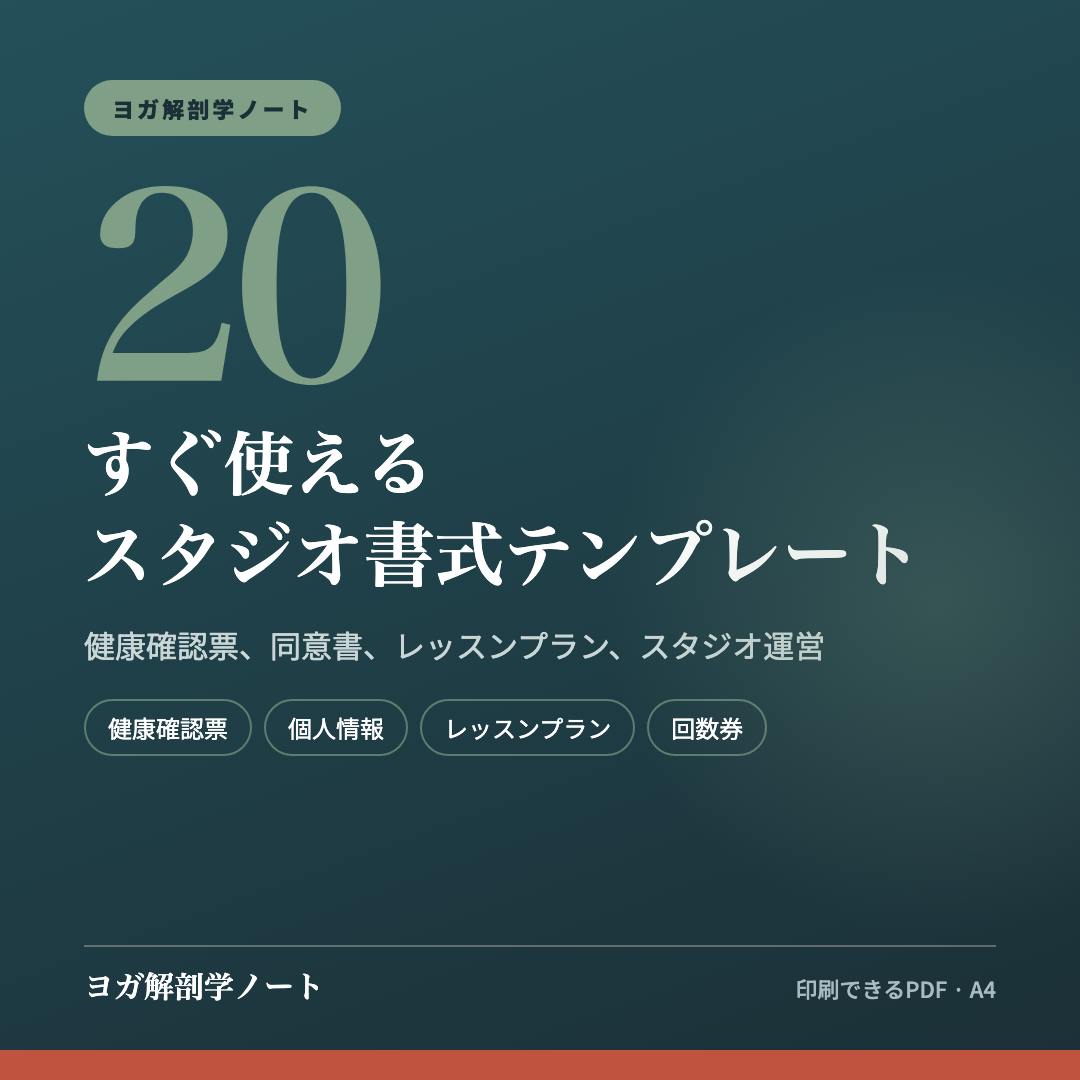 ヨガ解剖学ノート
20
すぐ使える
スタジオ書式テンプレート
健康確認票、同意書、レッスンプラン、スタジオ運営
健康確認票
個人情報
レッスンプラン
回数券
ヨガ解剖学ノート
印刷できるPDF · A4